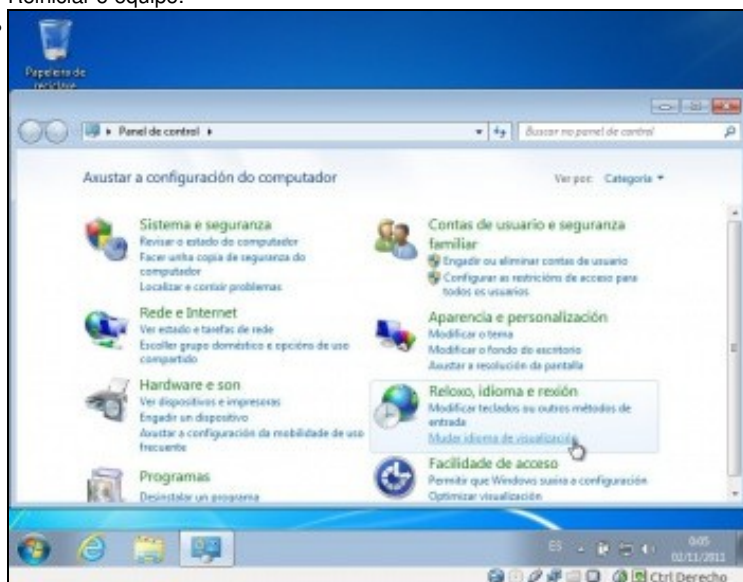 Reiniciar o equipo.
Papelera de
reciclaxe
Panel de control
Buscar no panel de control
Axustar a configuración do computador
Ver por: Categoría
Sistema e seguranza
Revisar o estado do computador
Facer unha copia de seguranza do
computador
Localizar e corrixir problemas
Rede e Internet
Ver estado e tarefas de rede
Escoller grupo doméstico e opcións de uso
compartido
Hardware e son
Ver dispositivos e impresoras
Engadir un dispositivo
Axustar a configuración da mobilidade de uso
frecuente
Programas
Desinstalar un programa
Contas de usuario e seguranza
familiar
Engadir ou eliminar contas de usuario
Configurar as restricións de acceso para
todos os usuarios
Aparencia e personalización
Modificar o tema
Modificar o fondo do escritorio
Axustar a resolución da pantalla
Reloxo, idioma e rexión
Modificar teclados ou outros métodos de
entrada
Mudar idioma de visualización
Facilidade de acceso
Permitir que Windows suxira a configuración
Optimizar visualización
ES
0:05
02/11/2011
Ctrl Derecho